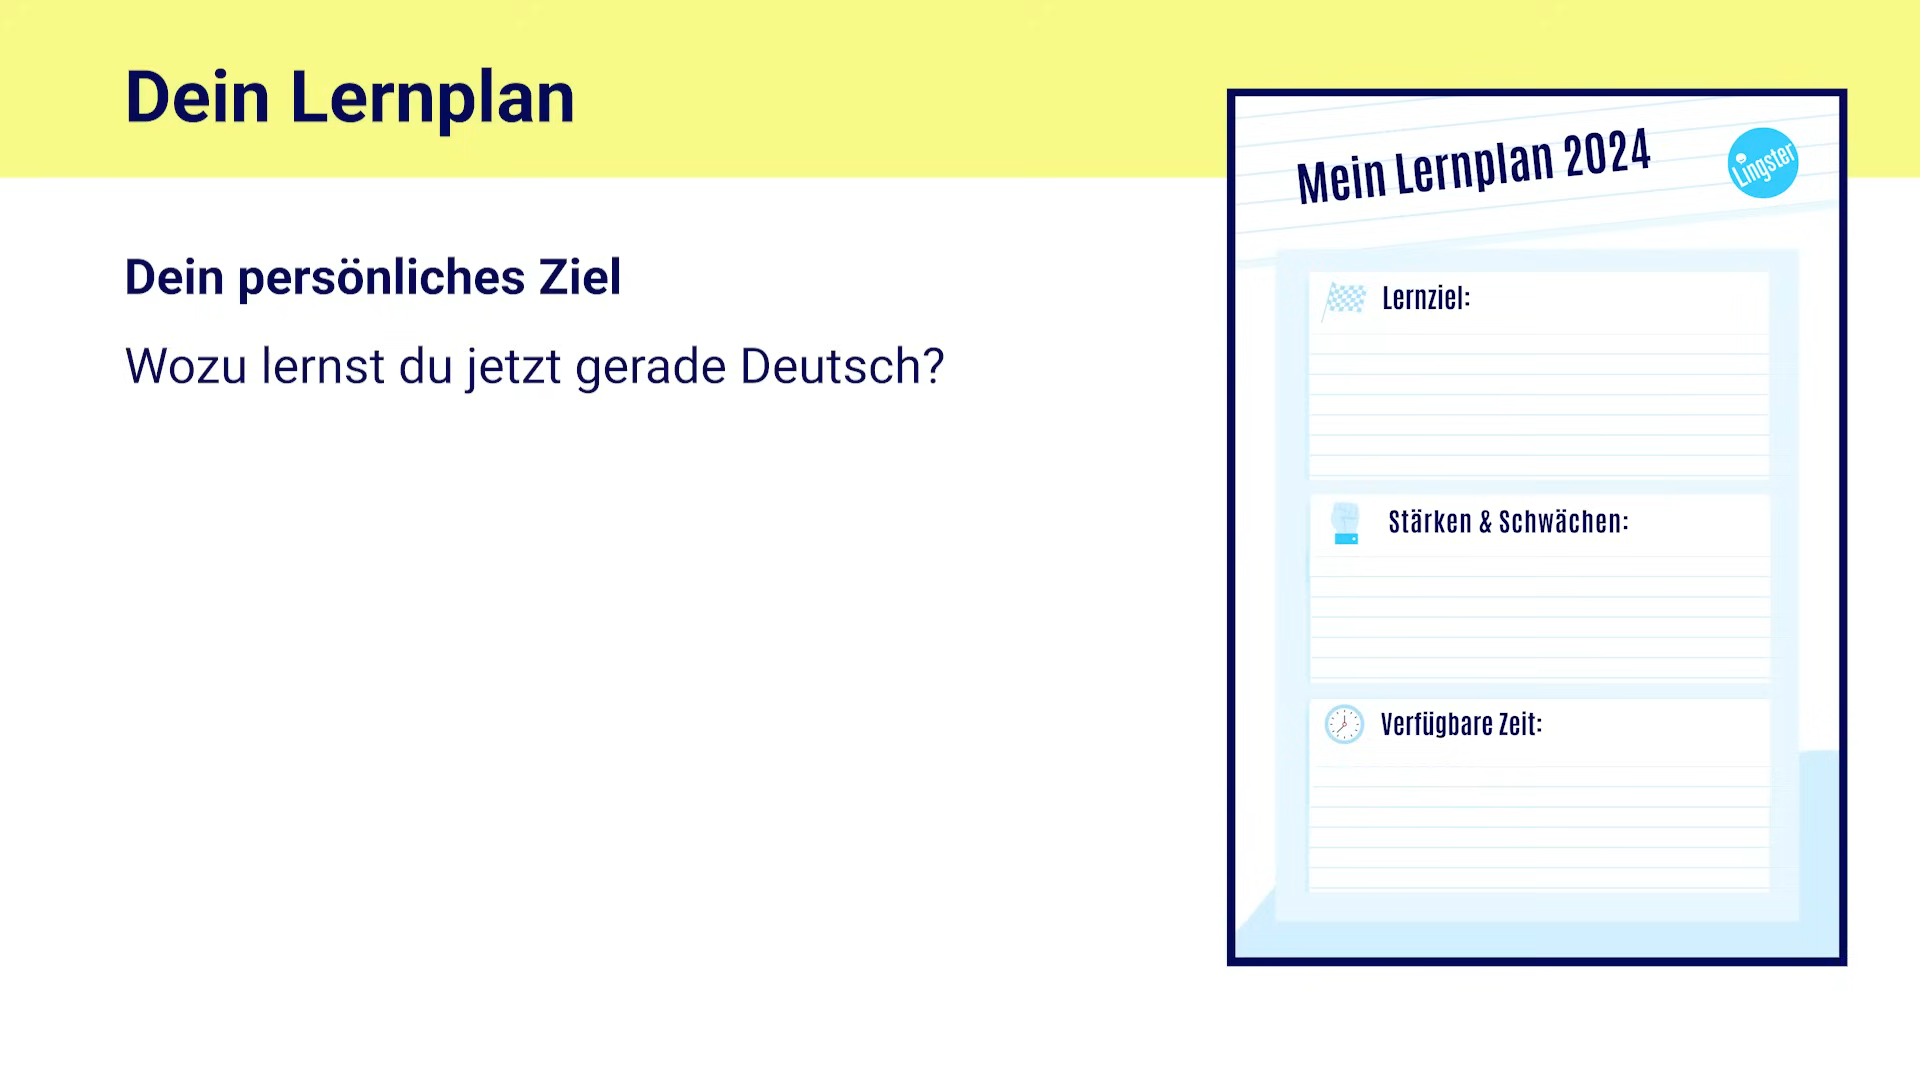 Dein Lernplan
Dein persönliches Ziel
Wozu lernst du jetzt gerade Deutsch?
Mein Lernplan 2024
Lingster
Lernziel:
Stärken & Schwächen:
Verfügbare Zeit: